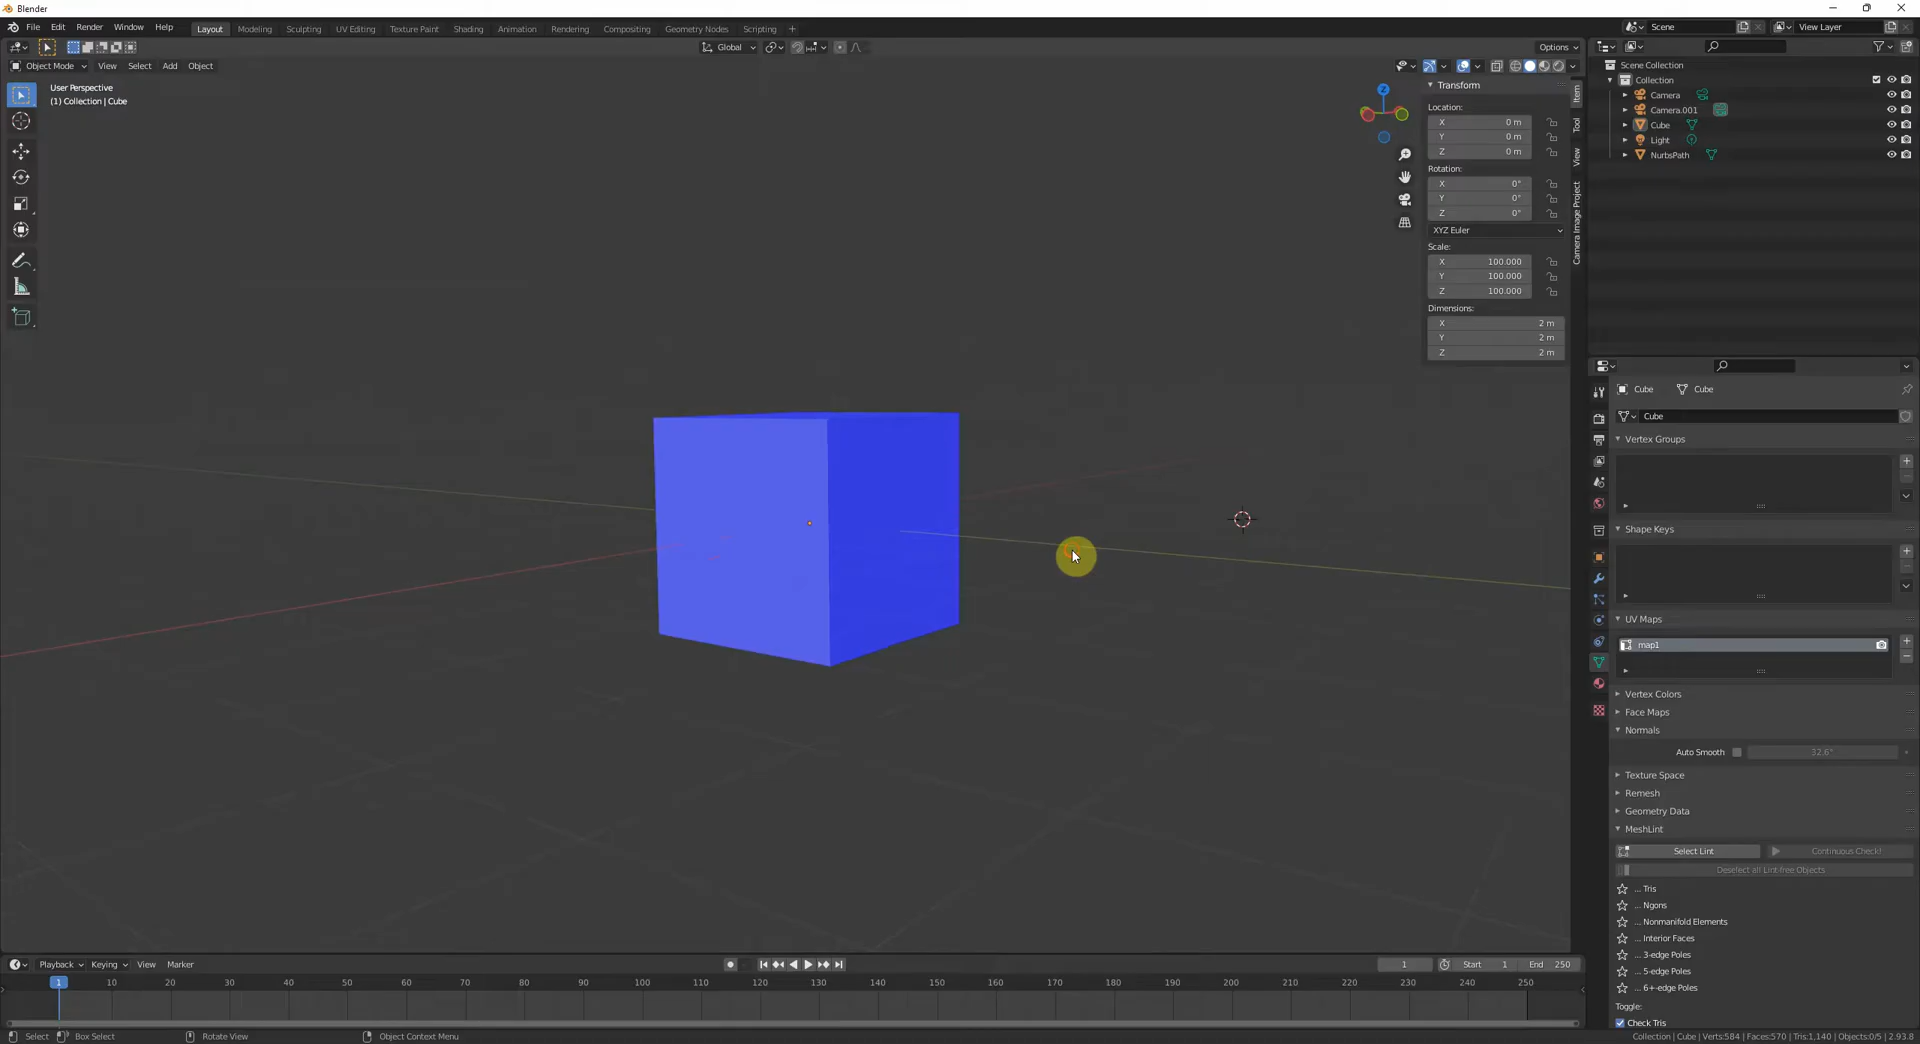 Blender
File Edit Render Window Help Layout Modeling Sculpting UV Editing Texture Paint Shading Animation Rendering Compositing Geometry Nodes Scripting + Scene View Layer
Global Options
Object Mode View Select Add Object
User Perspective
(1) Collection | Cube
Transform
Location:
X 0 m
Y 0 m
Z 0 m
Rotation:
X 0°
Y 0°
Z 0°
XYZ Euler
Scale:
X 100.000
Y 100.000
Z 100.000
Dimensions:
X 2 m
Y 2 m
Z 2 m
Item
Tool
View
Camera Image Project
Z
Scene Collection
Collection
Camera
Camera.001
Cube
Light
NurbsPath
Cube Cube
Cube
Vertex Groups
Shape Keys
UV Maps
map1
Vertex Colors
Face Maps
Normals
Auto Smooth 32.6°
Texture Space
Remesh
Geometry Data
MeshLint
Select Lint Continuous Check!
Deselect all Lint-free Objects
... Tris
... Ngons
... Nonmanifold Elements
... Interior Faces
... 3-edge Poles
... 5-edge Poles
... 6+-edge Poles
Toggle:
Check Tris
Playback Keying View Marker 1 Start 1 End 250
1 10 20 30 40 50 60 70 80 90 100 110 120 130 140 150 160 170 180 190 200 210 220 230 240 250
Select Box Select Rotate View Object Context Menu Collection | Cube | Verts:584 | Faces:570 | Tris:1,140 | Objects:0/5 | 2.93.8